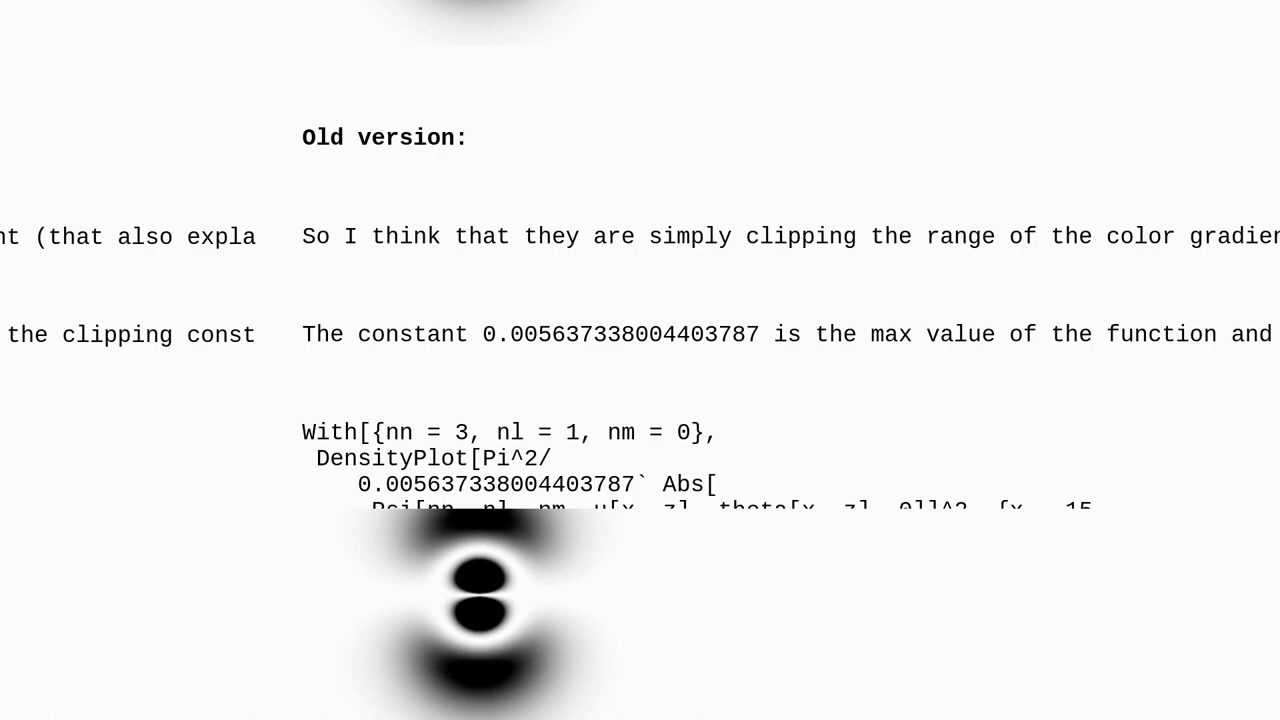 Old version:
nt (that also expla
So I think that they are simply clipping the range of the color gradien
the clipping const
The constant 0.005637338004403787 is the max value of the function and
With[{nn = 3, nl = 1, nm = 0},
DensityPlot[Pi^2/
0.005637338004403787` Abs[